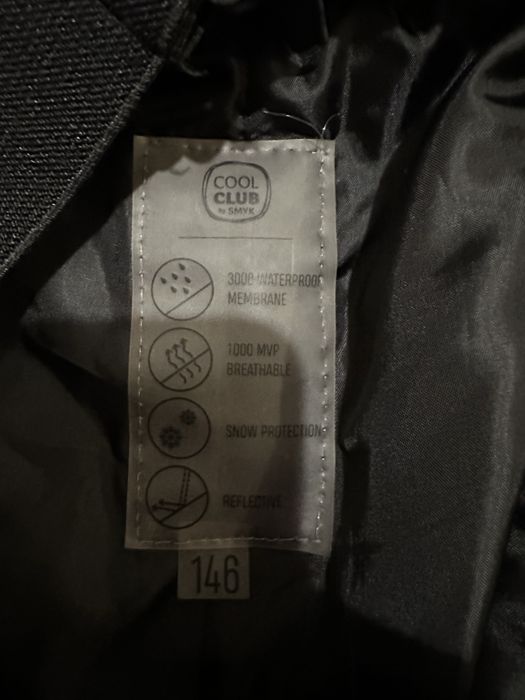 COOL
CLUB
by SMYK
3000 WATERPROOF
MEMBRANE
1000 MVP
BREATHABLE
SNOW PROTECTION
REFLECTIVE
146